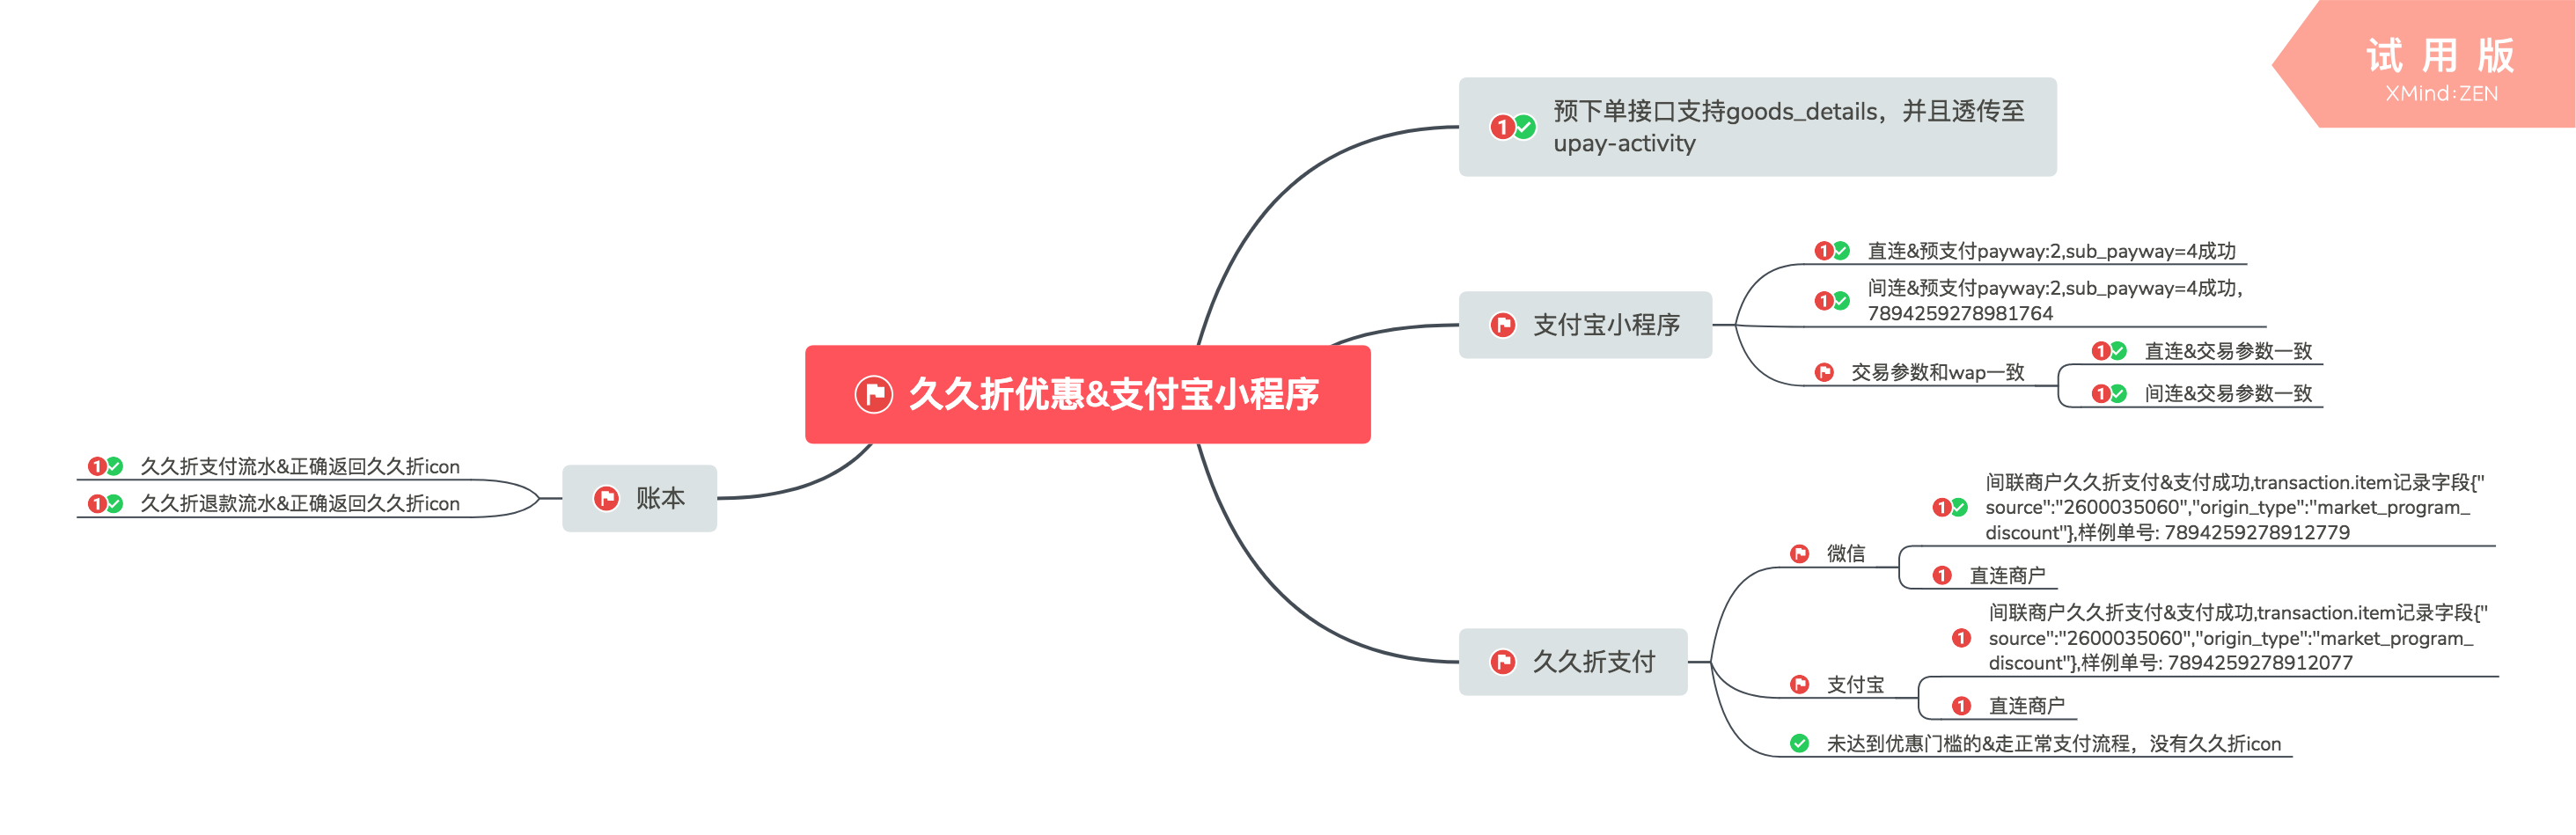 试用版
XMind:ZEN
久久折优惠&支付宝小程序
预下单接口支持goods_details，并且透传至
upay-activity
支付宝小程序
直连&预支付payway:2,sub_payway=4成功
间连&预支付payway:2,sub_payway=4成功，
7894259278981764
交易参数和wap一致
直连&交易参数一致
间连&交易参数一致
久久折支付
微信
间联商户久久折支付&支付成功,transaction.item记录字段{"
source":"2600035060","origin_type":"market_program_
discount"},样例单号: 7894259278912779
直连商户
支付宝
间联商户久久折支付&支付成功,transaction.item记录字段{"
source":"2600035060","origin_type":"market_program_
discount"},样例单号: 7894259278912077
直连商户
未达到优惠门槛的&走正常支付流程，没有久久折icon
账本
久久折支付流水&正确返回久久折icon
久久折退款流水&正确返回久久折icon